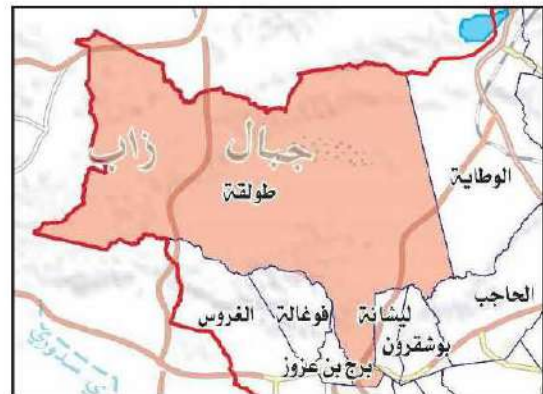 جبال زاب
طولقة
الوطاية
الحاجب
ليشانة
فوغالة
الغروس
بوشقرون
برج بن عزوز